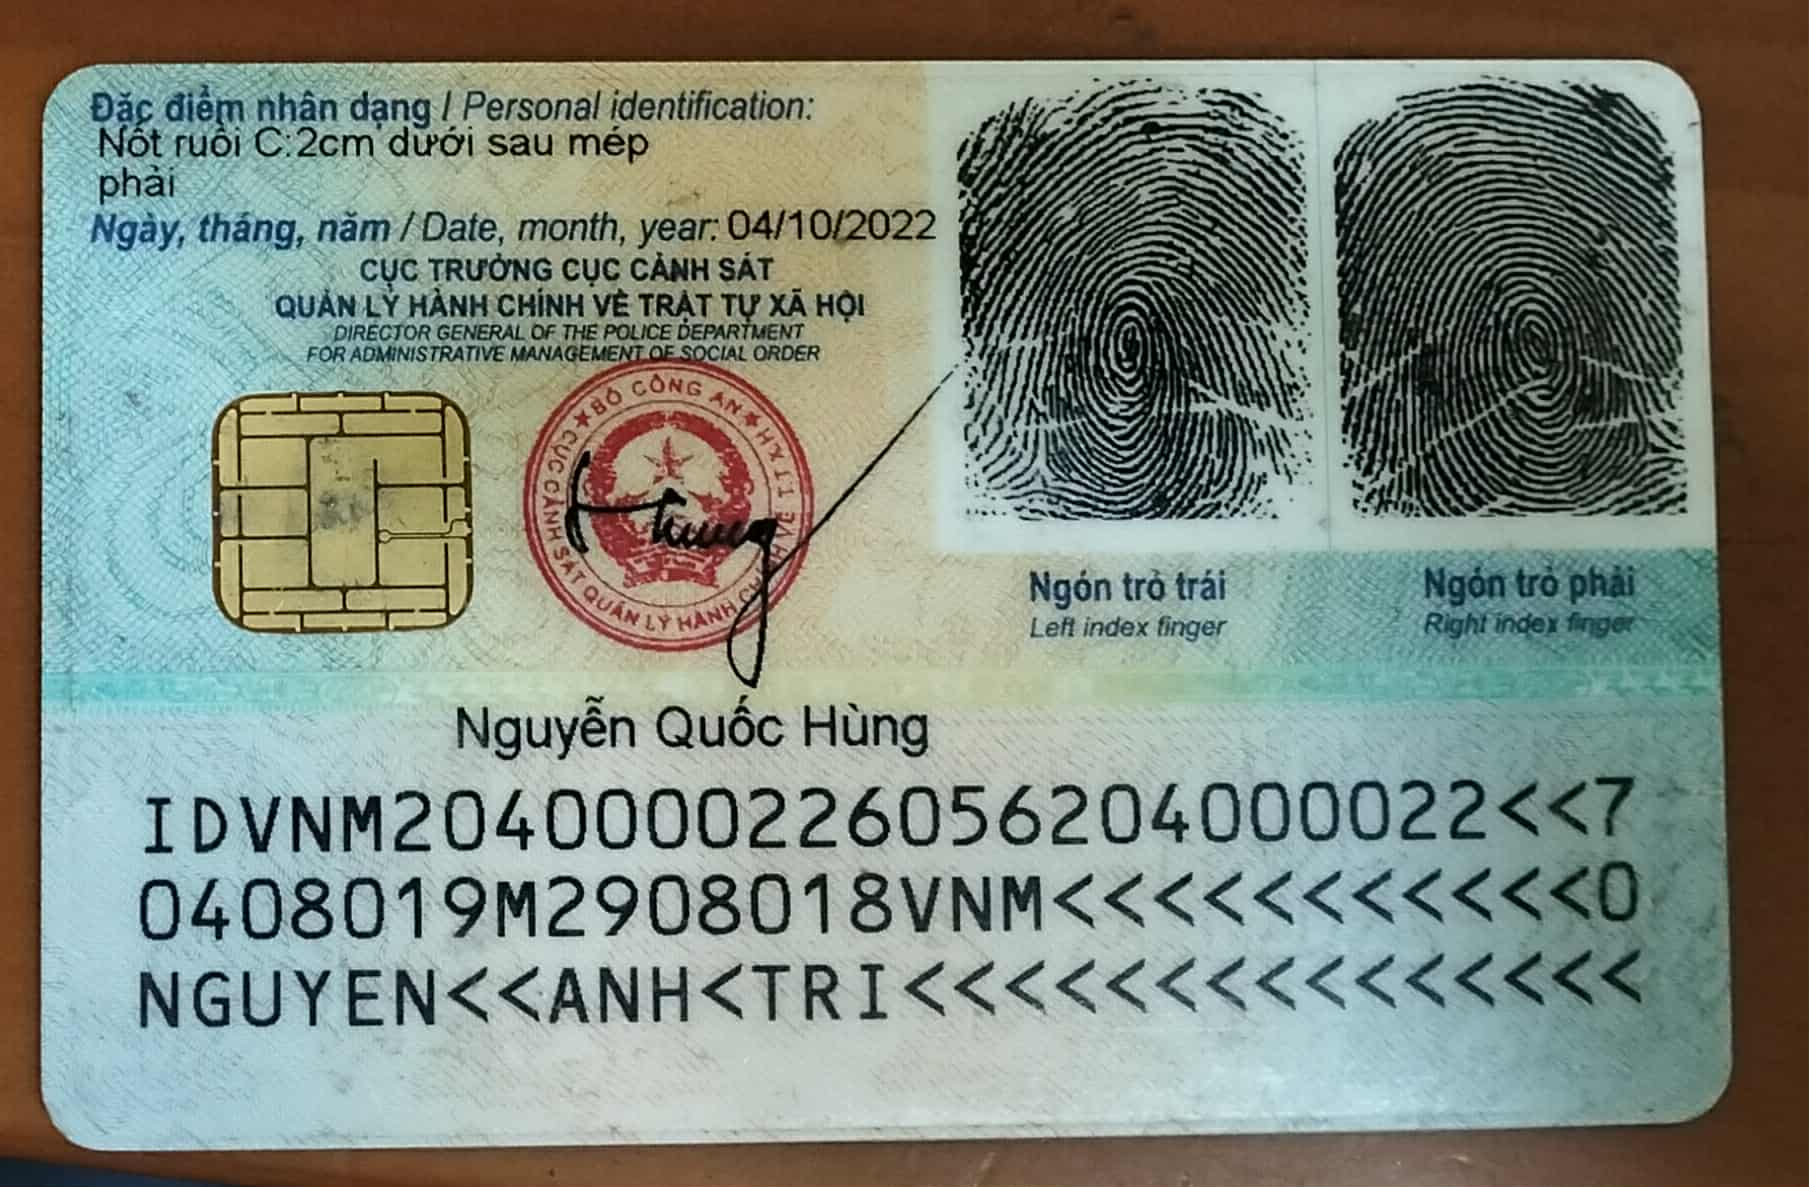 Đặc điểm nhân dạng / Personal identification:
Nốt ruồi C:2cm dưới sau mép
phải
Ngày, tháng, năm / Date, month, year: 04/10/2022
CỤC TRƯỞNG CỤC CẢNH SÁT
QUẢN LÝ HÀNH CHÍNH VỀ TRẬT TỰ XÃ HỘI
DIRECTOR GENERAL OF THE POLICE DEPARTMENT
FOR ADMINISTRATIVE MANAGEMENT OF SOCIAL ORDER
BỘ CÔNG AN
CỤC CẢNH SÁT QUẢN LÝ HÀNH CHÍNH VỀ TTXH
Hùng
Ngón trỏ trái
Left index finger
Ngón trỏ phải
Right index finger
Nguyễn Quốc Hùng
IDVNM2040000226056204000022<<7
0408019M2908018VNM<<<<<<<<<<<0
NGUYEN<<ANH<TRI<<<<<<<<<<<<<<<